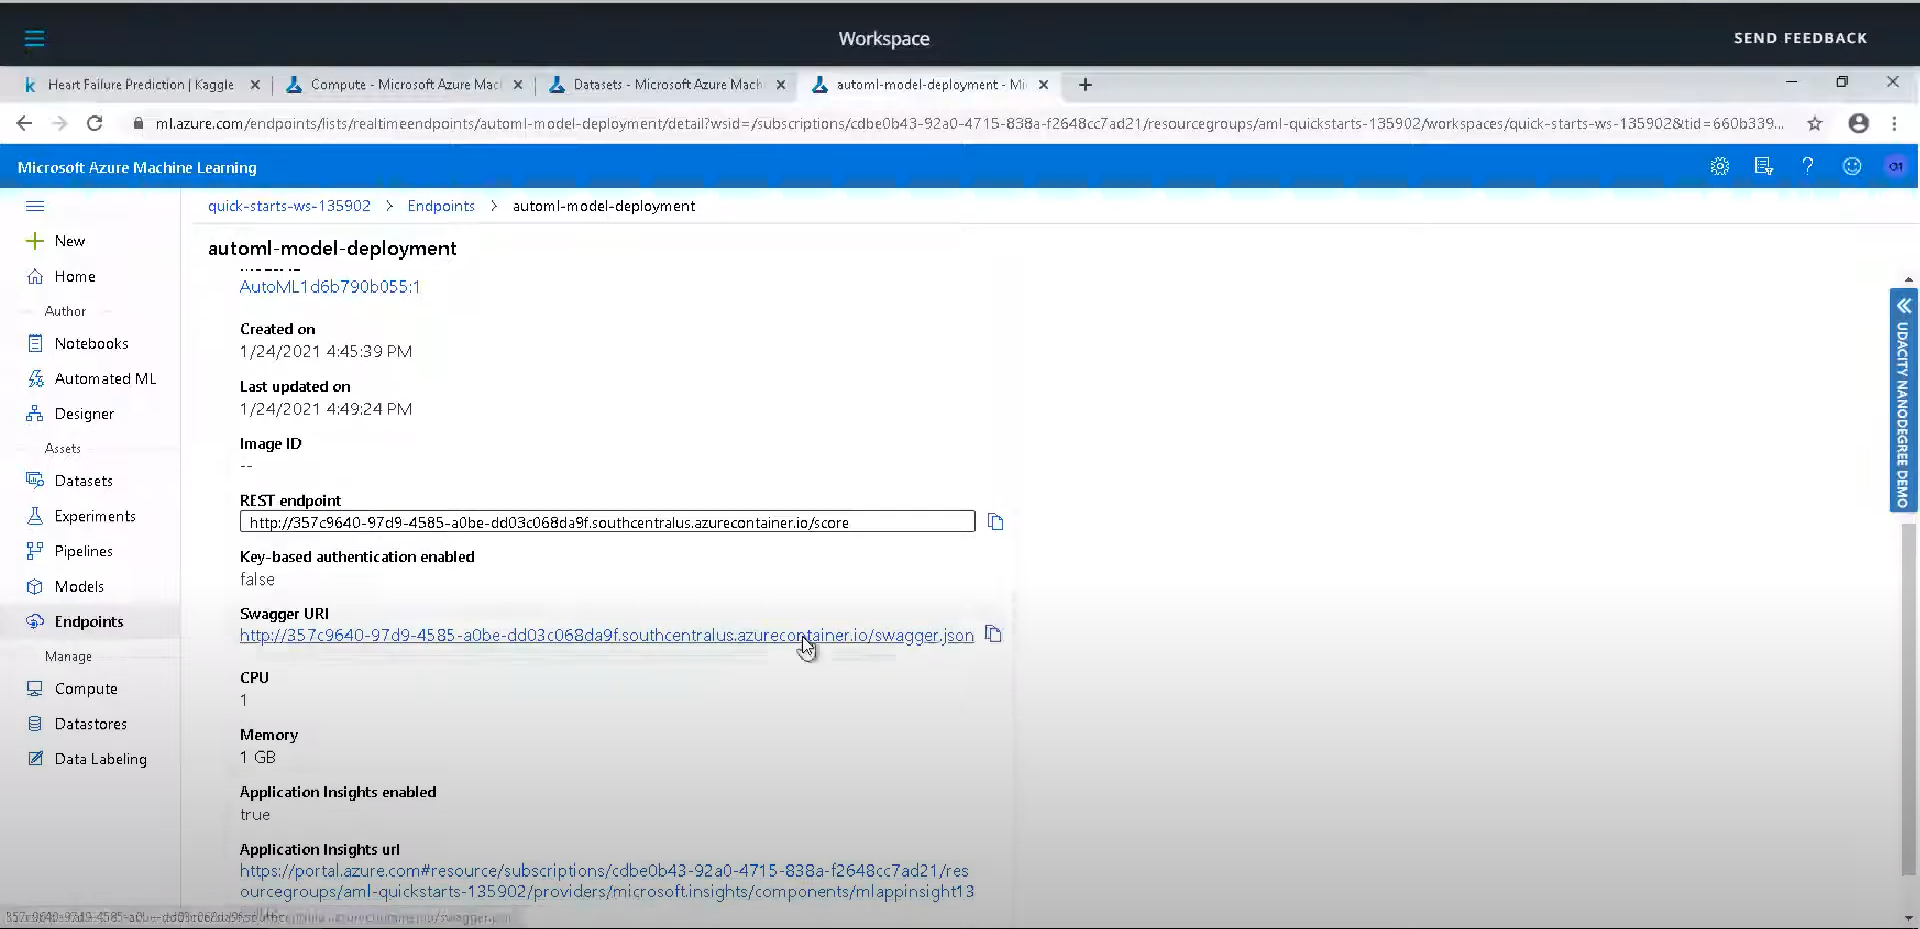 Workspace
SEND FEEDBACK
Heart Failure Prediction | Kaggle
Compute - Microsoft Azure Mac
Datasets - Microsoft Azure Mach
automl-model-deployment - Mi
ml.azure.com/endpoints/lists/realtimeendpoints/automl-model-deployment/detail?wsid=/subscriptions/cdbe0b43-92a0-4715-838a-f2648cc7ad21/resourcegroups/aml-quickstarts-135902/workspaces/quick-starts-ws-135902&tid=660b339...
Microsoft Azure Machine Learning
quick-starts-ws-135902 > Endpoints > automl-model-deployment
New
Home
Author
Notebooks
Automated ML
Designer
Assets
Datasets
Experiments
Pipelines
Models
Endpoints
Manage
Compute
Datastores
Data Labeling
automl-model-deployment
AutoML1d6b790b055:1
Created on
1/24/2021 4:45:39 PM
Last updated on
1/24/2021 4:49:24 PM
Image ID
--
REST endpoint
http://357c9640-97d9-4585-a0be-dd03c068da9f.southcentralus.azurecontainer.io/score
Key-based authentication enabled
false
Swagger URI
http://357c9640-97d9-4585-a0be-dd03c068da9f.southcentralus.azurecontainer.io/swagger.json
CPU
1
Memory
1 GB
Application Insights enabled
true
Application Insights url
https://portal.azure.com#resource/subscriptions/cdbe0b43-92a0-4715-838a-f2648cc7ad21/res
ourcegroups/aml-quickstarts-135902/providers/microsoft.insights/components/mlappinsight13
UDACITY NANODEGREE DEMO